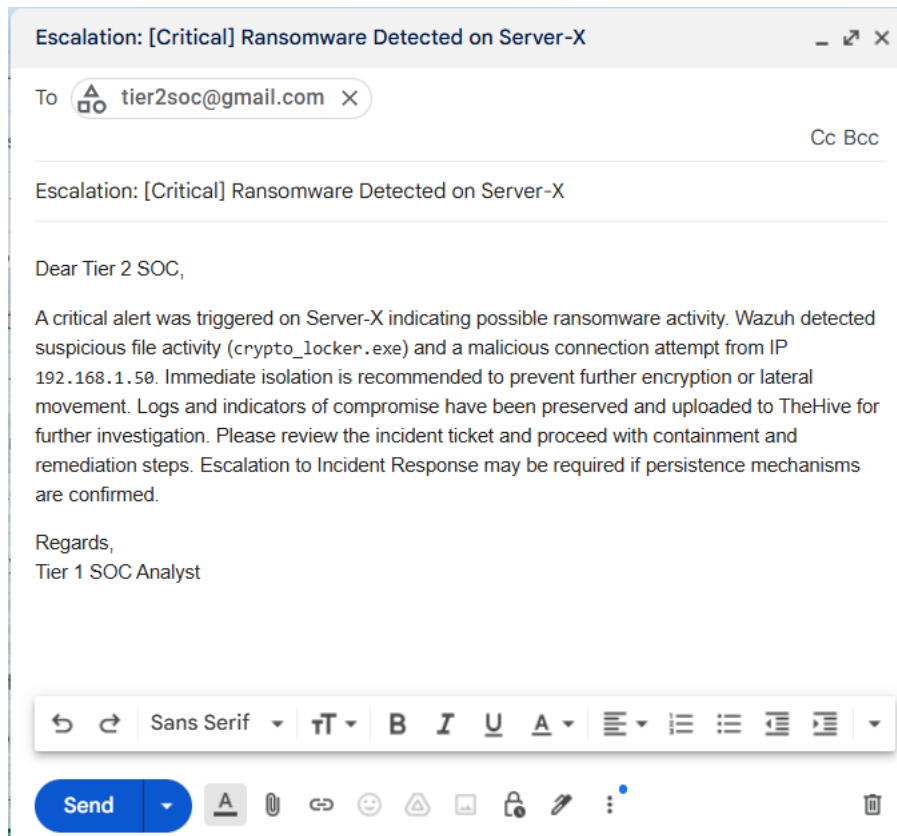 Escalation: [Critical] Ransomware Detected on Server-X
To tier2soc@gmail.com
Cc Bcc
Escalation: [Critical] Ransomware Detected on Server-X
Dear Tier 2 SOC,
A critical alert was triggered on Server-X indicating possible ransomware activity. Wazuh detected
suspicious file activity (crypto_locker.exe) and a malicious connection attempt from IP
192.168.1.50. Immediate isolation is recommended to prevent further encryption or lateral
movement. Logs and indicators of compromise have been preserved and uploaded to TheHive for
further investigation. Please review the incident ticket and proceed with containment and
remediation steps. Escalation to Incident Response may be required if persistence mechanisms
are confirmed.
Regards,
Tier 1 SOC Analyst
Sans Serif
Send